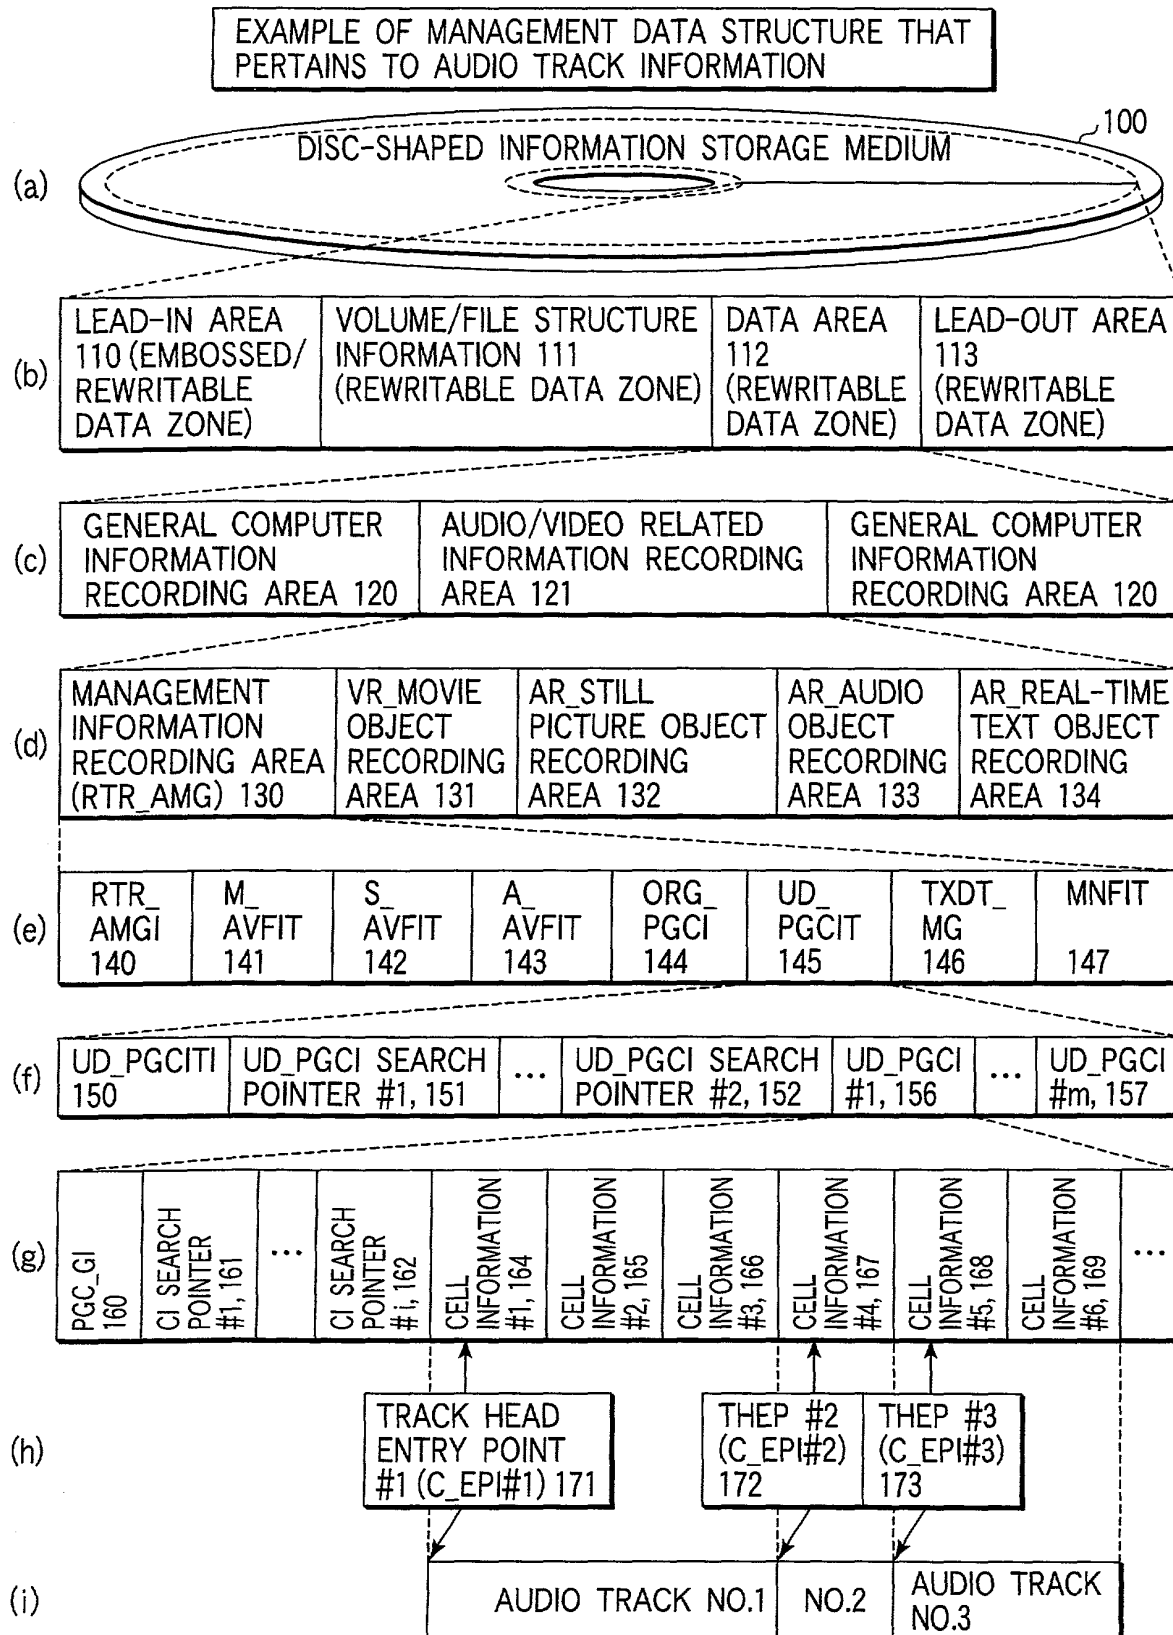 EXAMPLE OF MANAGEMENT DATA STRUCTURE THAT
PERTAINS TO AUDIO TRACK INFORMATION
100
DISC-SHAPED INFORMATION STORAGE MEDIUM
(a)
(b)
LEAD-IN AREA
110 (EMBOSSED/
REWRITABLE
DATA ZONE)
VOLUME/FILE STRUCTURE
INFORMATION 111
(REWRITABLE DATA ZONE)
DATA AREA
112
(REWRITABLE
DATA ZONE)
LEAD-OUT AREA
113
(REWRITABLE
DATA ZONE)
(c)
GENERAL COMPUTER
INFORMATION
RECORDING AREA 120
AUDIO/VIDEO RELATED
INFORMATION RECORDING
AREA 121
GENERAL COMPUTER
INFORMATION
RECORDING AREA 120
(d)
MANAGEMENT
INFORMATION
RECORDING AREA
(RTR_AMG) 130
VR_MOVIE
OBJECT
RECORDING
AREA 131
AR_STILL
PICTURE OBJECT
RECORDING
AREA 132
AR_AUDIO
OBJECT
RECORDING
AREA 133
AR_REAL-TIME
TEXT OBJECT
RECORDING
AREA 134
(e)
RTR_
AMGI
140
M_
AVFIT
141
S_
AVFIT
142
A_
AVFIT
143
ORG_
PGCI
144
UD_
PGCIT
145
TXDT_
MG
146
MNFIT
147
(f)
UD_PGCITI
150
UD_PGCI SEARCH
POINTER #1, 151
...
UD_PGCI SEARCH
POINTER #2, 152
UD_PGCI
#1, 156
...
UD_PGCI
#m, 157
(g)
PGC_GI
160
CI SEARCH
POINTER
#1, 161
...
CI SEARCH
POINTER
# i, 162
CELL
INFORMATION
#1, 164
CELL
INFORMATION
#2, 165
CELL
INFORMATION
#3, 166
CELL
INFORMATION
#4, 167
CELL
INFORMATION
#5, 168
CELL
INFORMATION
#6, 169
...
(h)
TRACK HEAD
ENTRY POINT
#1 (C_EPI#1) 171
THEP #2
(C_EPI#2)
172
THEP #3
(C_EPI#3)
173
(i)
AUDIO TRACK NO.1
NO.2
AUDIO TRACK
NO.3